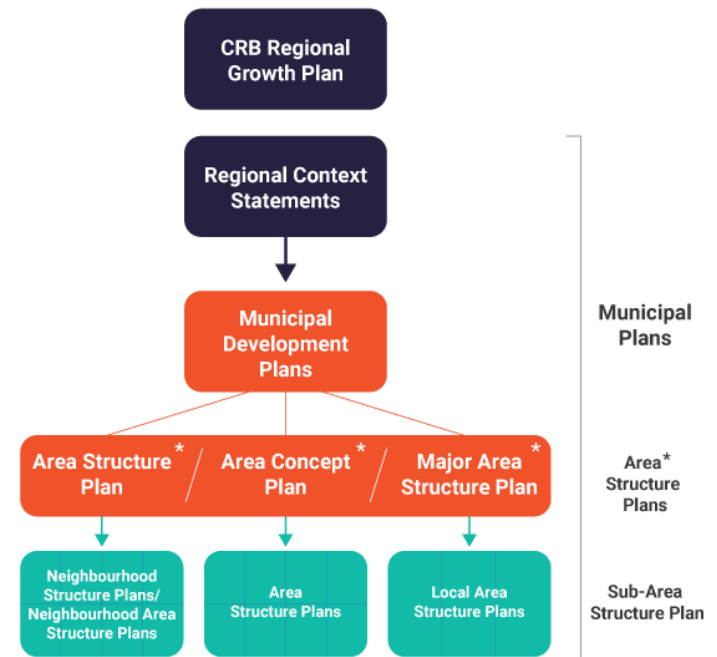 CRB Regional
Growth Plan
Regional Context
Statements
Municipal
Development
Plans
Municipal
Plans
Area Structure *
Plan
/
Area Concept *
Plan
/
Major Area *
Structure Plan
Area*
Structure
Plans
Neighbourhood
Structure Plans/
Neighbourhood Area
Structure Plans
Area
Structure Plans
Local Area
Structure Plans
Sub-Area
Structure Plan